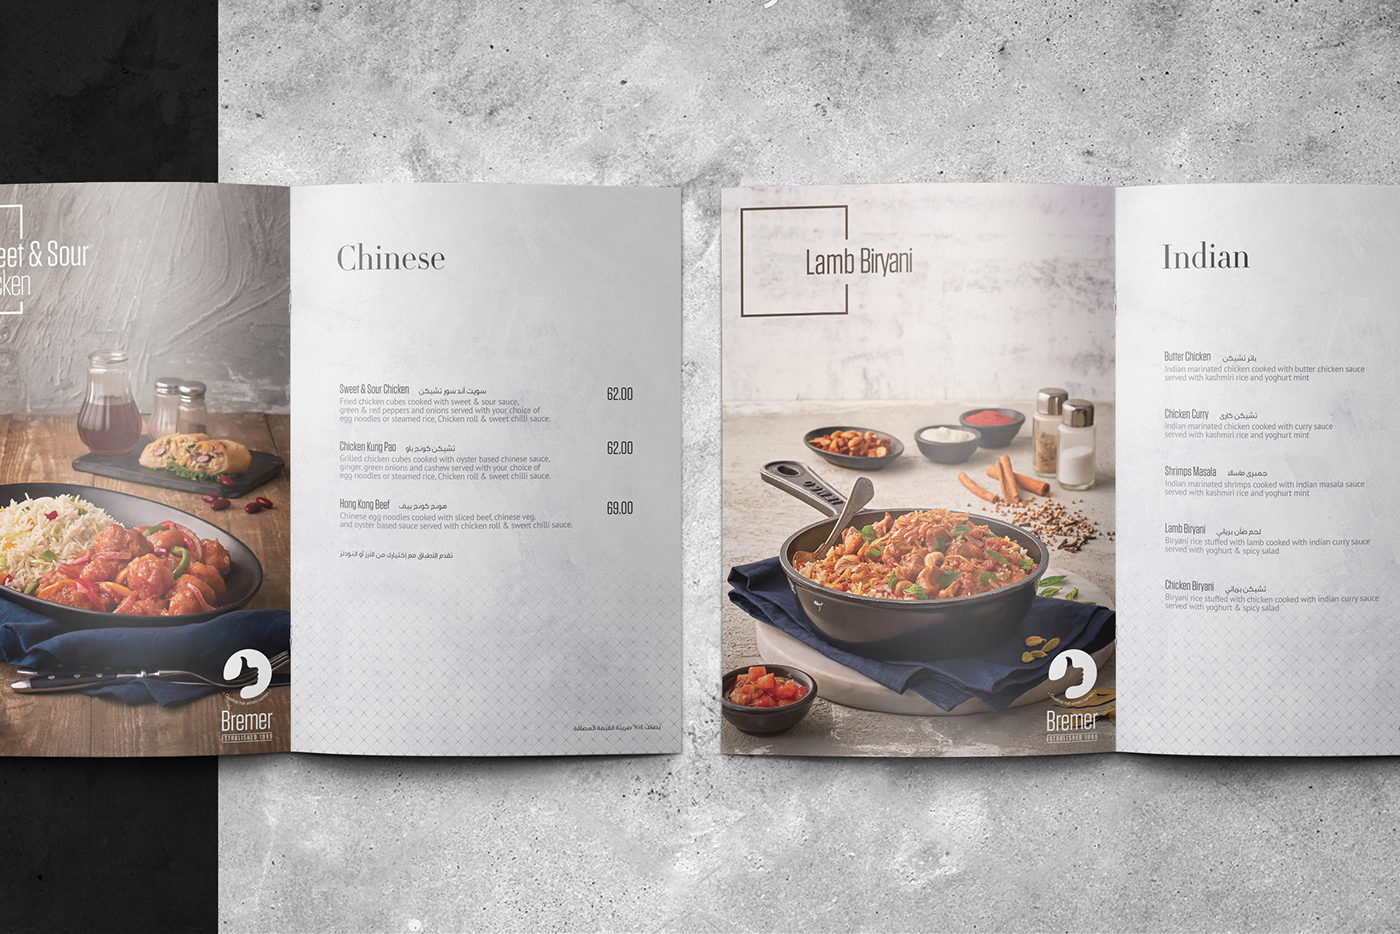 eet & Sour
cken
Bremer
ESTABLISHED 1989
Chinese
Sweet & Sour Chicken سويت أند سور تشيكن 62.00
Fried chicken cubes cooked with sweet & sour sauce,
green & red peppers and onions served with your choice of
egg noodles or steamed rice, Chicken roll & sweet chilli sauce.
Chicken Kung Pao تشيكن كونج باو 62.00
Grilled chicken cubes cooked with oyster based chinese sauce,
ginger, green onions and cashew served with your choice of
egg noodles or steamed rice, Chicken roll & sweet chilli sauce.
Hong Kong Beef هونج كونج بيف 69.00
Chinese egg noodles cooked with sliced beef, chinese veg.
and oyster based sauce served with chicken roll & sweet chilli sauce.
تقدم الأطباق مع إختيارك من الأرز أو النودلز
يضاف ١٤% ضريبة القيمة المضافة
Lamb Biryani
Bremer
ESTABLISHED 1989
Indian
Butter Chicken باتر تشيكن
Indian marinated chicken cooked with butter chicken sauce
served with kashmiri rice and yoghurt mint
Chicken Curry تشيكن كارى
Indian marinated chicken cooked with curry sauce
served with kashmiri rice and yoghurt mint
Shrimps Masala جمبرى ماسالا
Indian marinated shrimps cooked with indian masala sauce
served with kashmiri rice and yoghurt mint
Lamb Biryani لحم ضأن بريانى
Biryani rice stuffed with lamb cooked with indian curry sauce
served with yoghurt & spicy salad
Chicken Biryani تشيكن بريانى
Biryani rice stuffed with chicken cooked with indian curry sauce
served with yoghurt & spicy salad